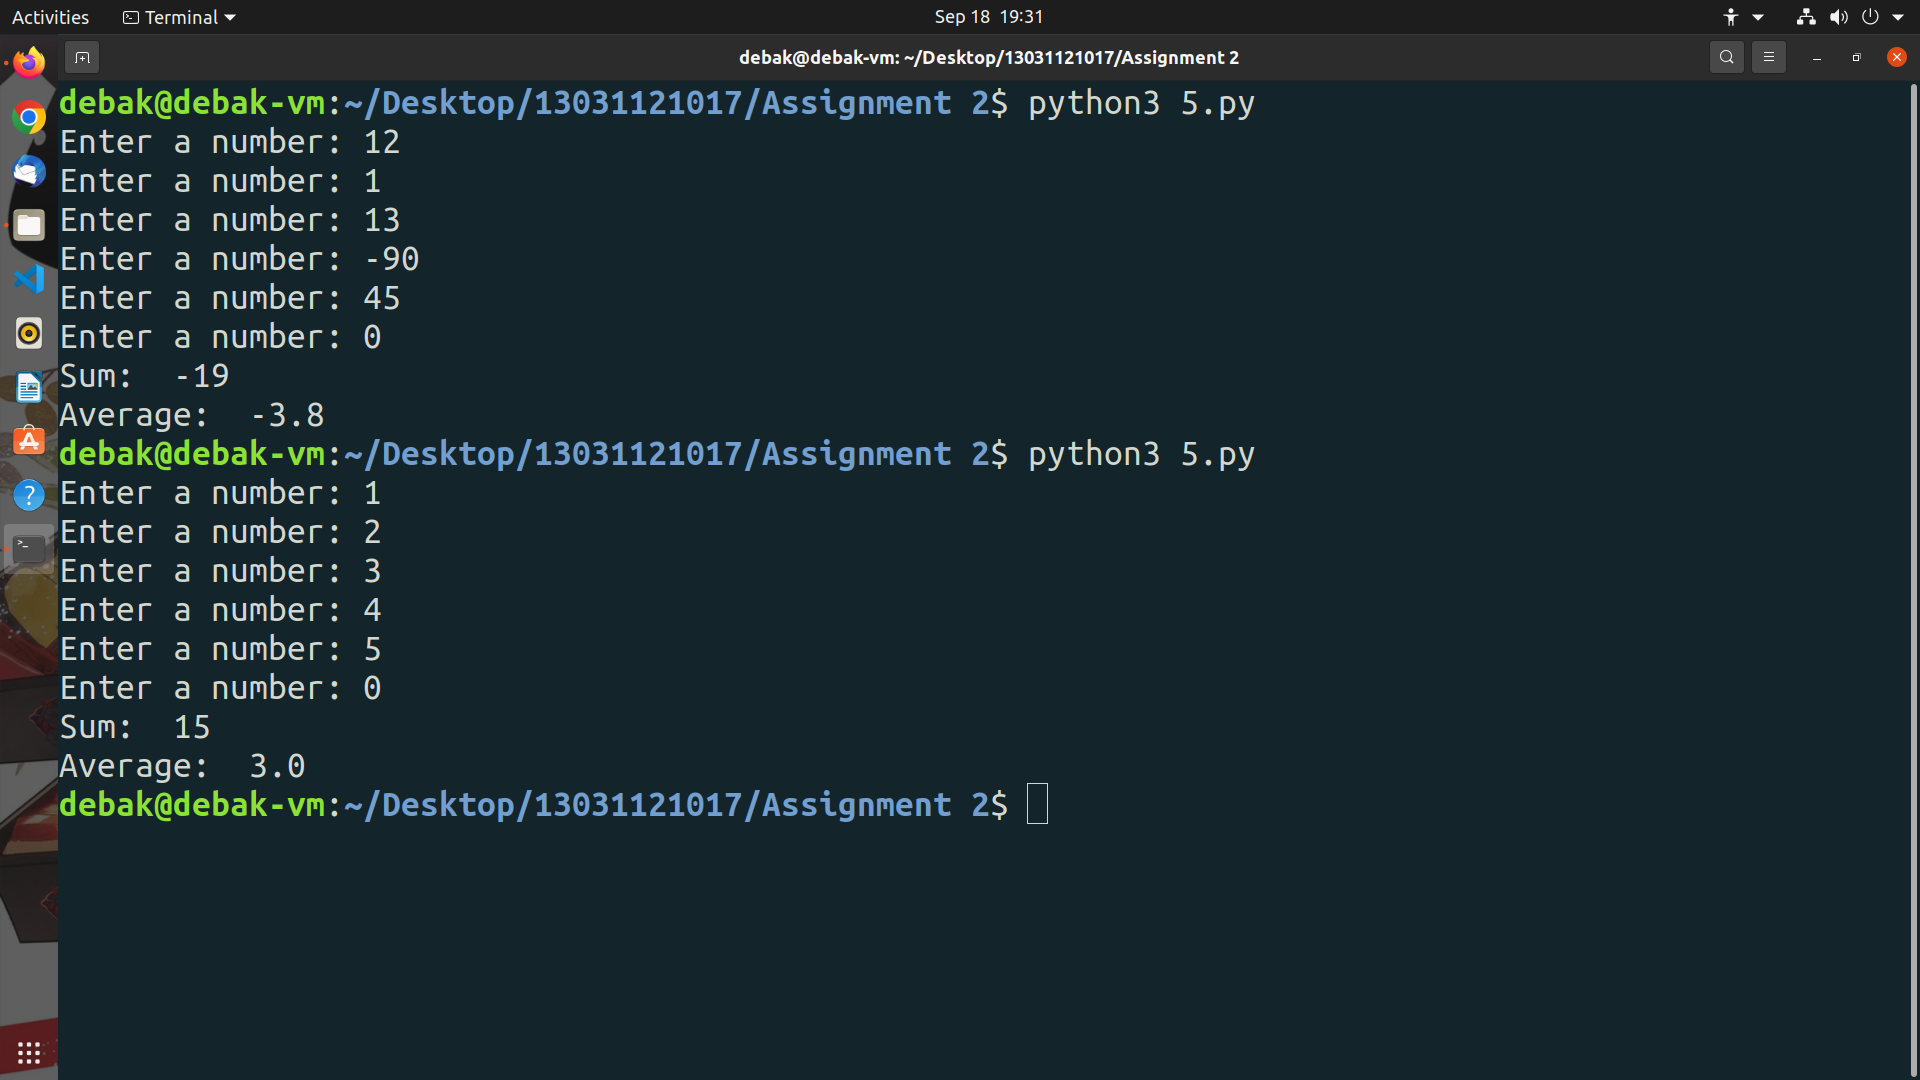 Activities Terminal Sep 18 19:31
debak@debak-vm: ~/Desktop/13031121017/Assignment 2
debak@debak-vm:~/Desktop/13031121017/Assignment 2$ python3 5.py
Enter a number: 12
Enter a number: 1
Enter a number: 13
Enter a number: -90
Enter a number: 45
Enter a number: 0
Sum:  -19
Average:  -3.8
debak@debak-vm:~/Desktop/13031121017/Assignment 2$ python3 5.py
Enter a number: 1
Enter a number: 2
Enter a number: 3
Enter a number: 4
Enter a number: 5
Enter a number: 0
Sum:  15
Average:  3.0
debak@debak-vm:~/Desktop/13031121017/Assignment 2$